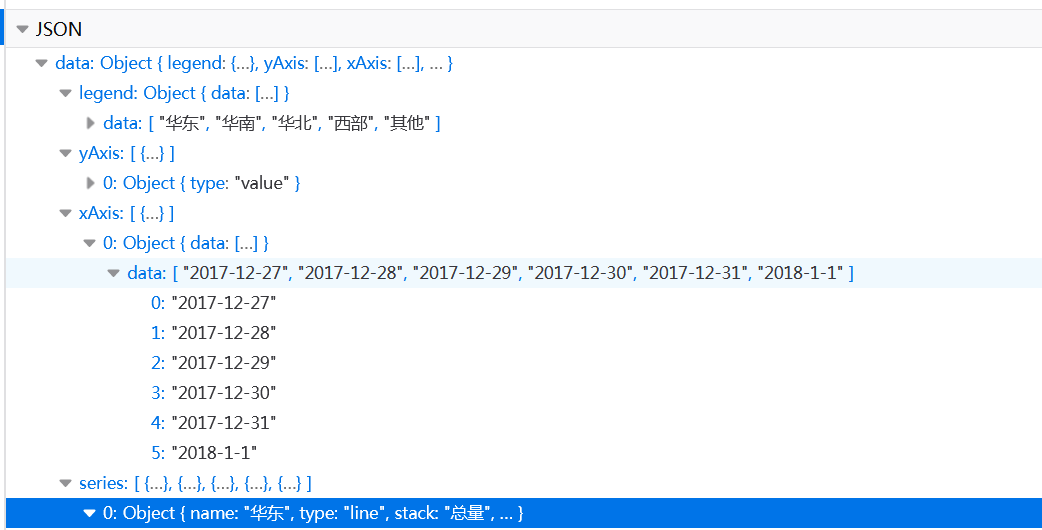 JSON
data: Object { legend: {…}, yAxis: […], xAxis: […], … }
legend: Object { data: […] }
data: [ "华东", "华南", "华北", "西部", "其他" ]
yAxis: [ {…} ]
0: Object { type: "value" }
xAxis: [ {…} ]
0: Object { data: […] }
data: [ "2017-12-27", "2017-12-28", "2017-12-29", "2017-12-30", "2017-12-31", "2018-1-1" ]
0: "2017-12-27"
1: "2017-12-28"
2: "2017-12-29"
3: "2017-12-30"
4: "2017-12-31"
5: "2018-1-1"
series: [ {…}, {…}, {…}, {…}, {…} ]
0: Object { name: "华东", type: "line", stack: "总量", … }